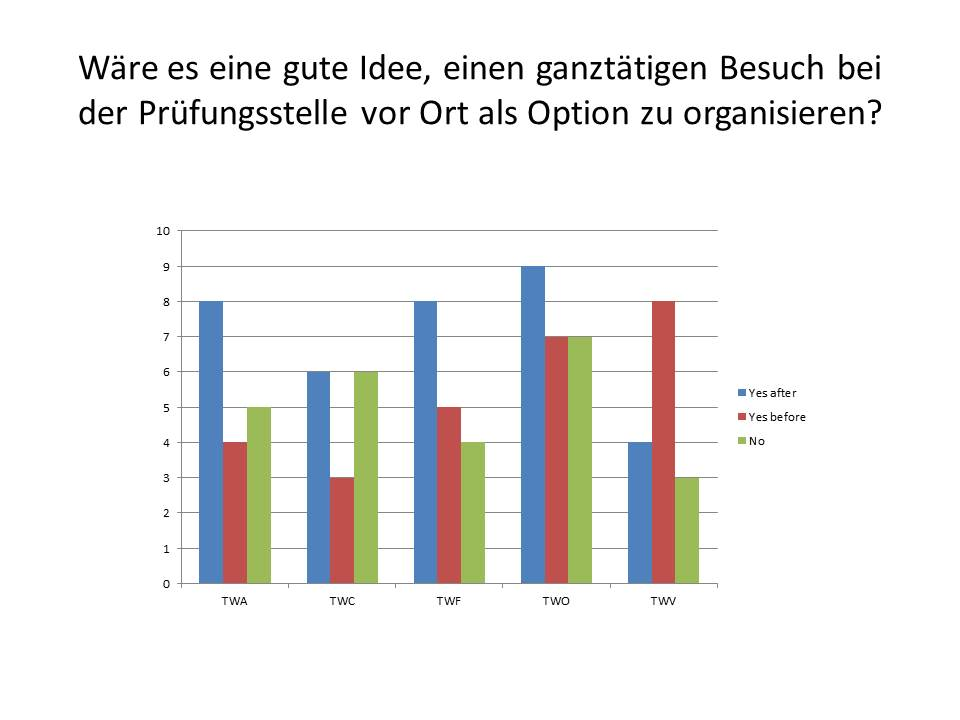 Wäre es eine gute Idee, einen ganztätigen Besuch bei
der Prüfungsstelle vor Ort als Option zu organisieren?
10
9
8
7
6
5
4
3
2
1
0
TWA TWC TWF TWO TWV
Yes after
Yes before
No